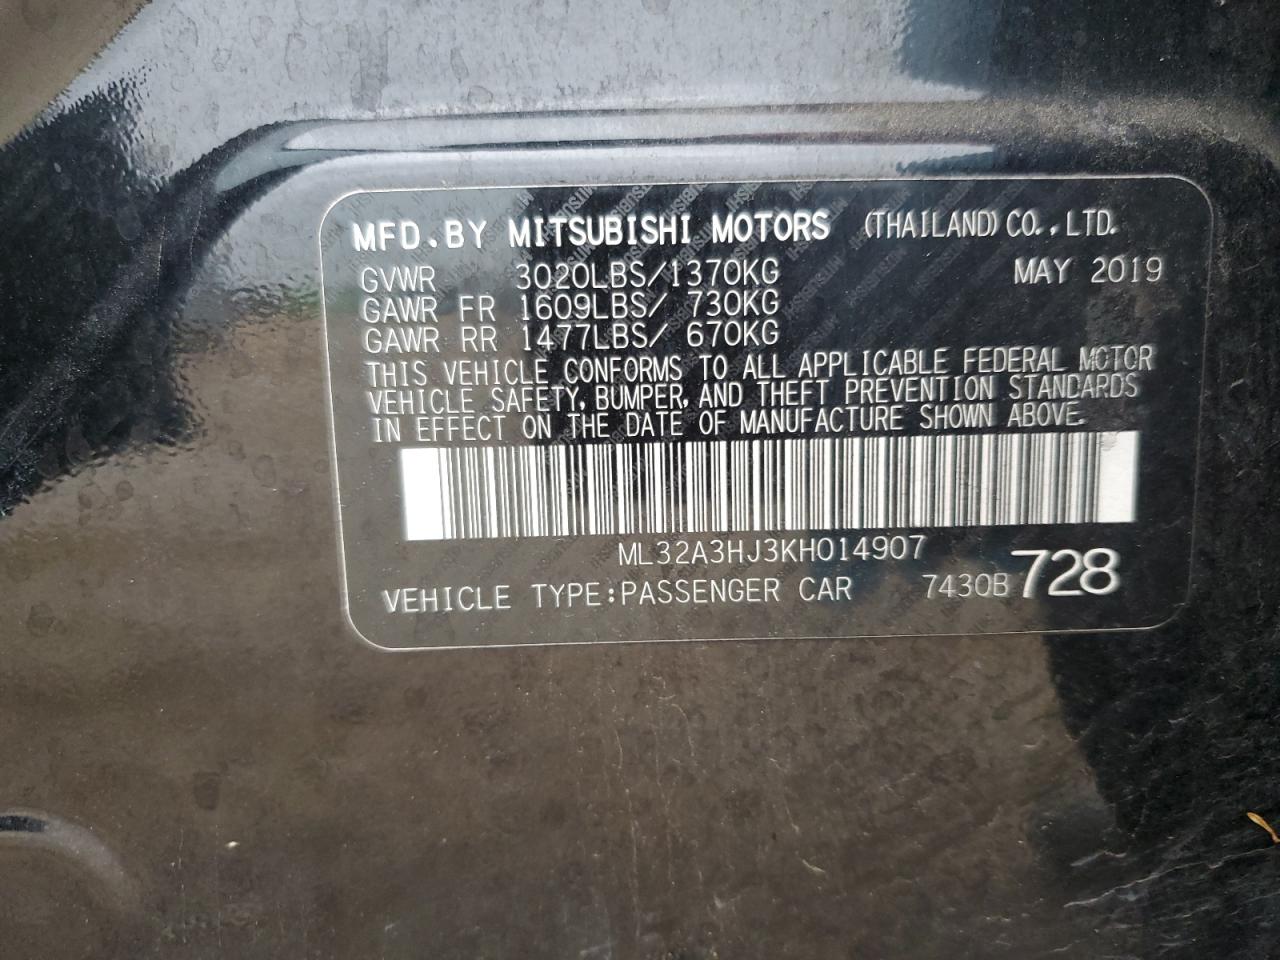 MFD.BY MITSUBISHI MOTORS (THAILAND)CO.,LTD.
GVWR 3020LBS/1370KG MAY 2019
GAWR FR 1609LBS/ 730KG
GAWR RR 1477LBS/ 670KG
THIS VEHICLE CONFORMS TO ALL APPLICABLE FEDERAL MOTOR
VEHICLE SAFETY, BUMPER, AND THEFT PREVENTION STANDARDS
IN EFFECT ON THE DATE OF MANUFACTURE SHOWN ABOVE.
ML32A3HJ3KH014907
VEHICLE TYPE:PASSENGER CAR 7430B 728